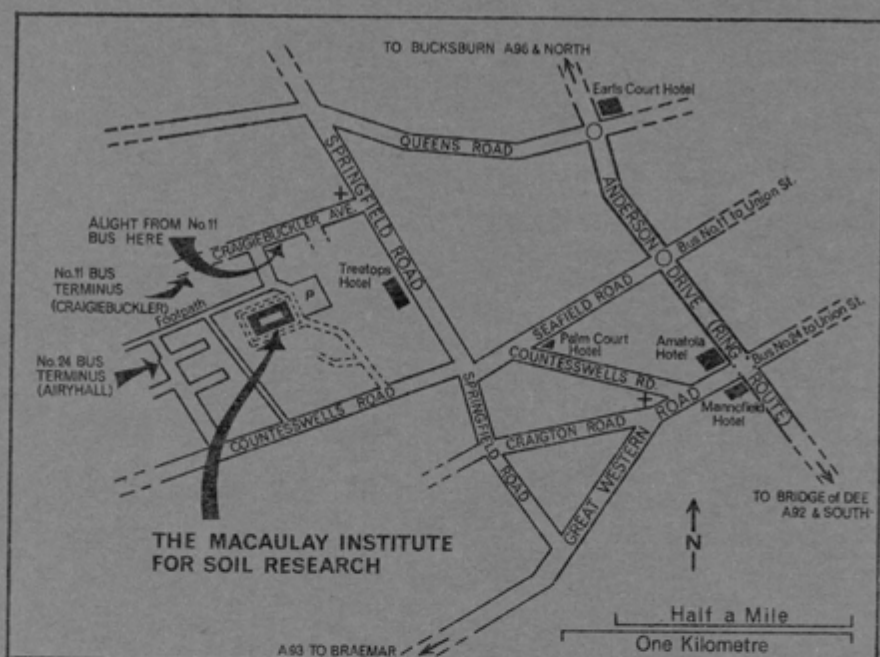 TO BUCKSBURN A96 & NORTH
Earls Court Hotel
QUEENS ROAD
SPRINGFIELD ROAD
ANDERSON DRIVE (RING ROUTE)
Bus No.11 to Union St.
ALIGHT FROM No.11
BUS HERE
CRAIGIEBUCKLER AVE.
No.11 BUS
TERMINUS
(CRAIGIEBUCKLER)
Footpath
P
Treetops
Hotel
SEAFIELD ROAD
Palm Court
Hotel
Amatola
Hotel
Bus No.24 to Union St.
COUNTESSWELLS RD.
No.24 BUS
TERMINUS
(AIRYHALL)
COUNTESSWELLS ROAD
SPRINGFIELD ROAD
CRAIGTON ROAD
GREAT WESTERN ROAD
Mannofield
Hotel
TO BRIDGE of DEE
A92 & SOUTH
THE MACAULAY INSTITUTE
FOR SOIL RESEARCH
N
Half a Mile
One Kilometre
A93 TO BRAEMAR